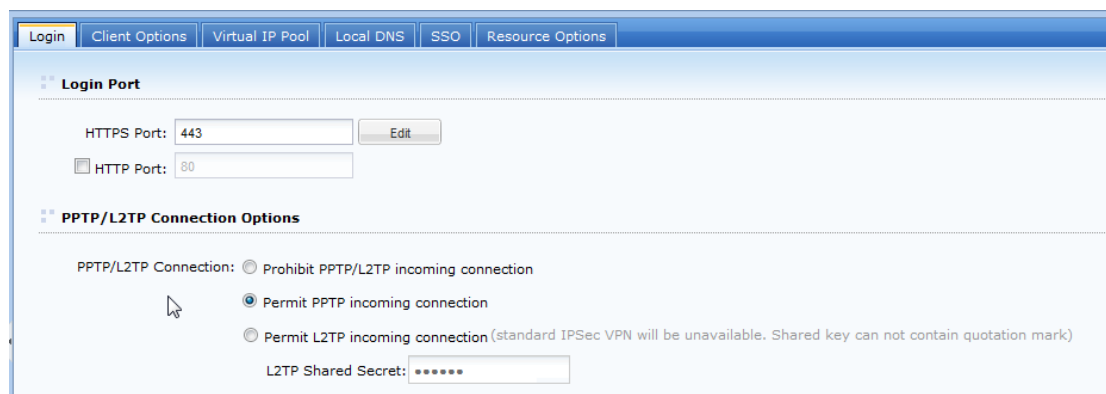 Login Client Options Virtual IP Pool Local DNS SSO Resource Options
Login Port
HTTPS Port: 443 Edit
HTTP Port: 80
PPTP/L2TP Connection Options
PPTP/L2TP Connection: Prohibit PPTP/L2TP incoming connection
Permit PPTP incoming connection
Permit L2TP incoming connection (standard IPSec VPN will be unavailable. Shared key can not contain quotation mark)
L2TP Shared Secret: ••••••